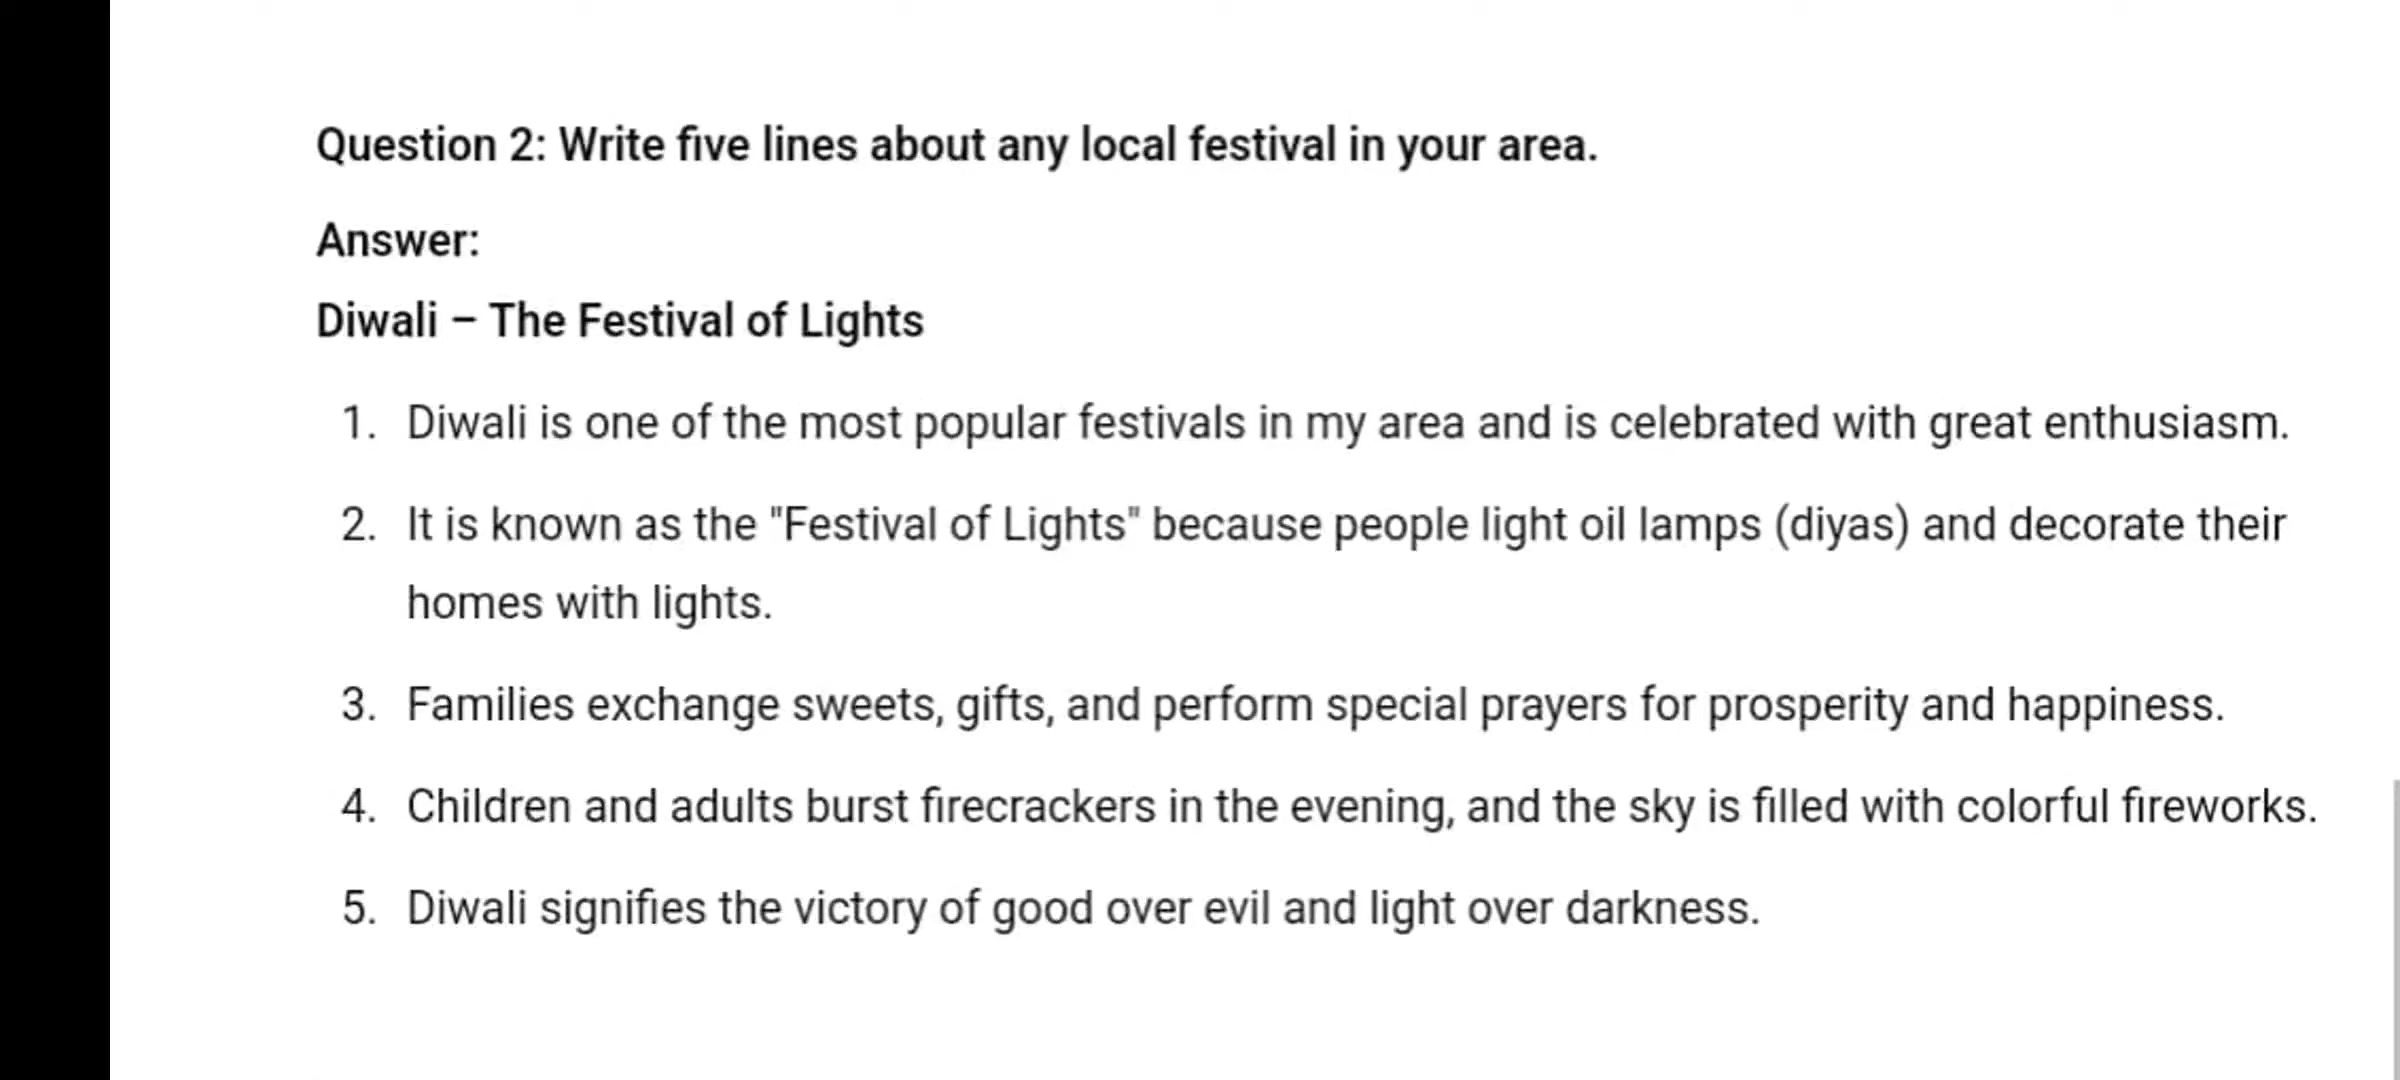 Question 2: Write five lines about any local festival in your area.
Answer:
Diwali – The Festival of Lights
1. Diwali is one of the most popular festivals in my area and is celebrated with great enthusiasm.
2. It is known as the "Festival of Lights" because people light oil lamps (diyas) and decorate their
homes with lights.
3. Families exchange sweets, gifts, and perform special prayers for prosperity and happiness.
4. Children and adults burst firecrackers in the evening, and the sky is filled with colorful fireworks.
5. Diwali signifies the victory of good over evil and light over darkness.